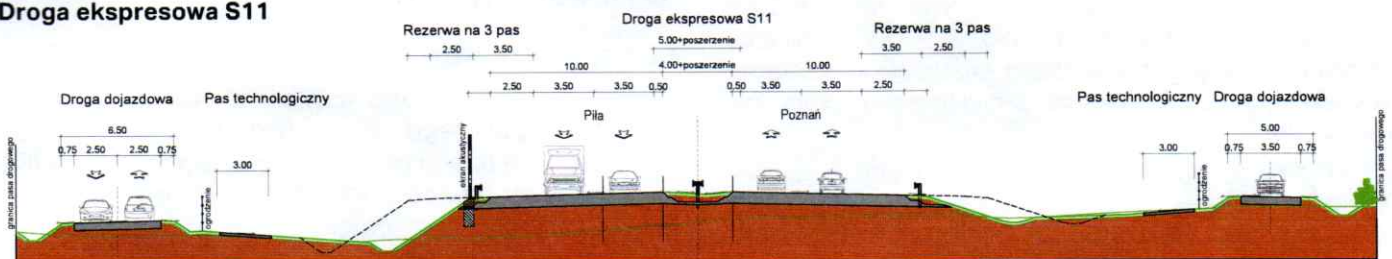 Droga ekspresowa S11
Droga ekspresowa S11
Rezerwa na 3 pas
Rezerwa na 3 pas
5.00+poszerzenie
2.50 3.50
3.50 2.50
10.00 4.00+poszerzenie 10.00
2.50 3.50 3.50 0,50 0,50 3.50 3.50 2.50
Droga dojazdowa
Pas technologiczny
Piła
Poznań
Pas technologiczny
Droga dojazdowa
6.50
5.00
0.75 2.50 2.50 0.75
3.00
3.00
0.75 3.50 0.75
granica pasa drogowego
ogrodzenie
ekran akustyczny
ogrodzenie
granica pasa drogowego